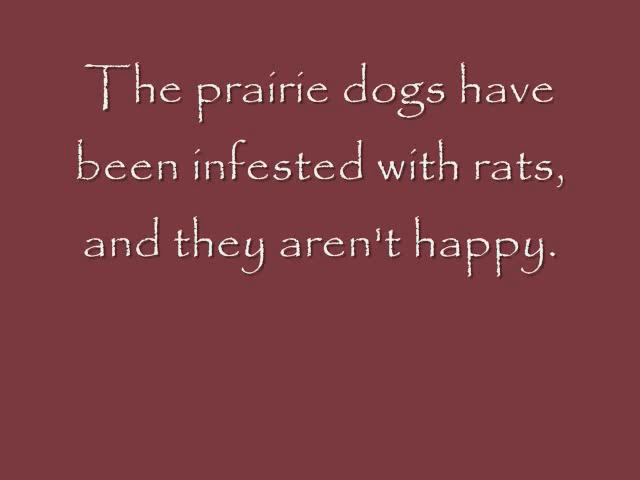 The prairie dogs have
been infested with rats,
and they aren't happy.